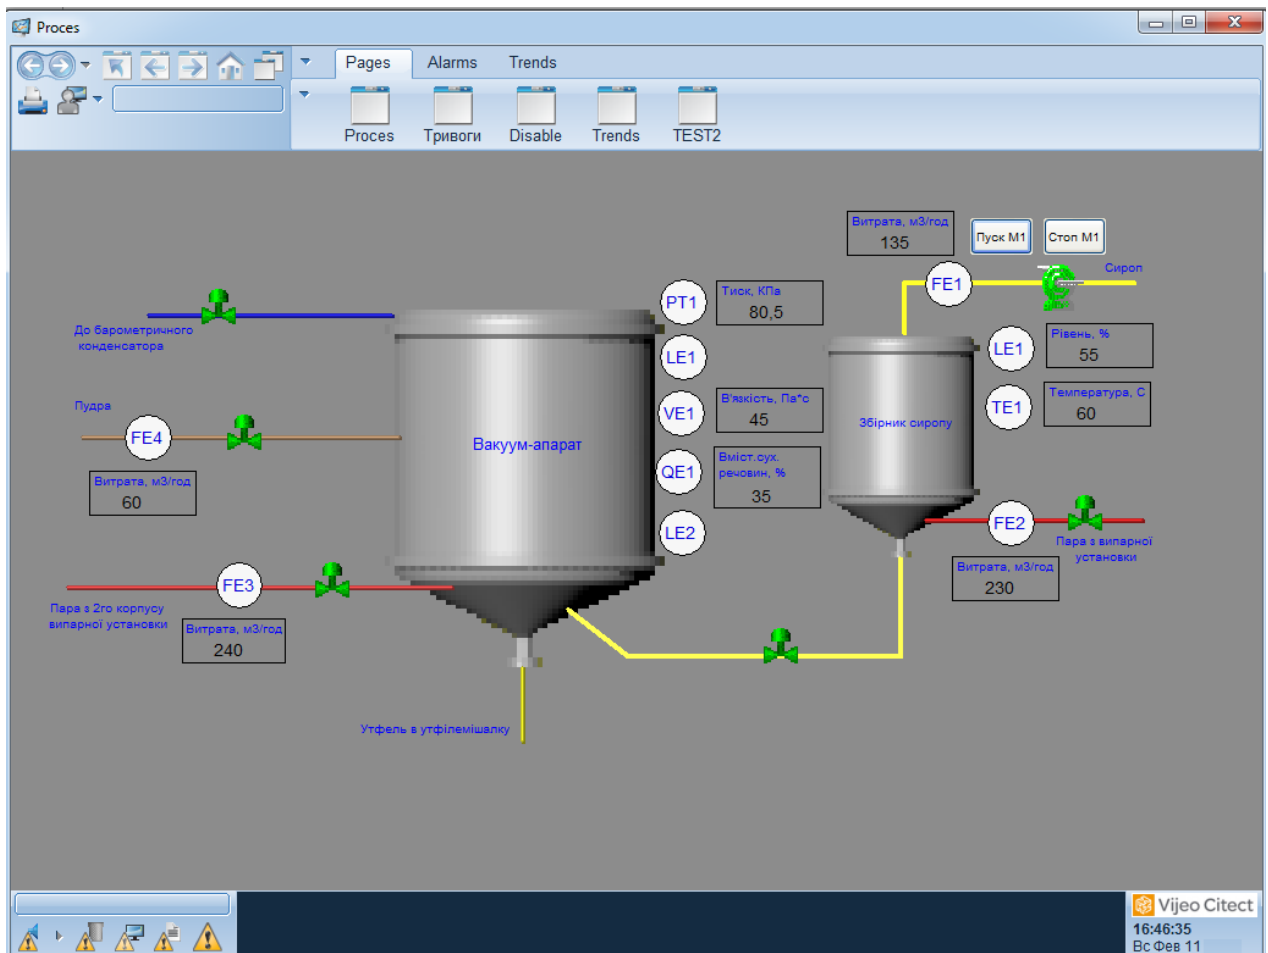 Proces
Pages
Alarms
Trends
Proces
Тривоги
Disable
Trends
TEST2
Витрата, м3/год
135
Пуск М1
Стоп М1
Сироп
FE1
До барометричного
конденсатора
PT1
Тиск, КПа
80,5
LE1
LE1
Рівень, %
55
Пудра
FE4
Витрата, м3/год
60
VE1
В'язкість, Па*с
45
TE1
Температура, С
60
Вакуум-апарат
Збірник сиропу
QE1
Вміст.сух.
речовин, %
35
LE2
FE2
Пара з випарної
установки
Витрата, м3/год
230
FE3
Пара з 2го корпусу
випарної установки
Витрата, м3/год
240
Утфель в утфілемішалку
Vijeo Citect
16:46:35
Вс Фев 11